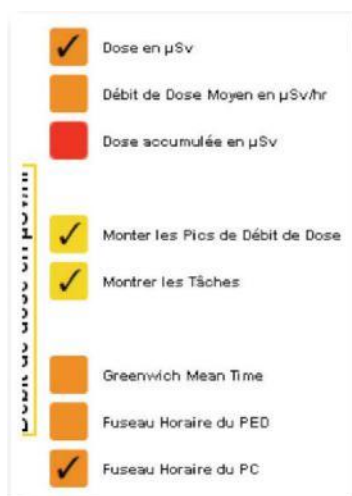 Dose en µSv
Débit de Dose Moyen en µSv/hr
Dose accumulée en µSv
Monter les Pics de Débit de Dose
Montrer les Tâches
Greenwich Mean Time
Fuseau Horaire du PED
Fuseau Horaire du PC